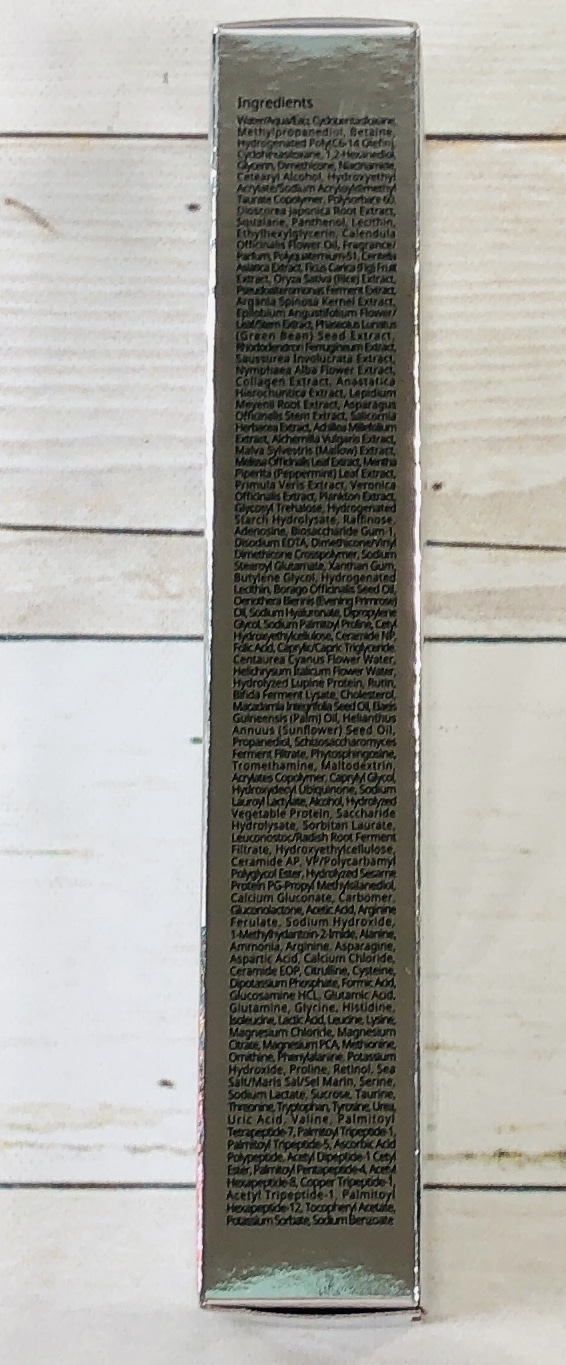 Ingredients
Water/Aqua/Eau, Cyclopentasiloxane,
Methylpropanediol, Betaine,
Hydrogenated Poly(C6-14 Olefin),
Cyclohexasiloxane, 1,2-Hexanediol,
Glycerin, Dimethicone, Niacinamide,
Cetearyl Alcohol, Hydroxyethyl
Acrylate/Sodium Acryloyldimethyl
Taurate Copolymer, Polysorbate 60,
Dioscorea Japonica Root Extract,
Squalane, Panthenol, Lecithin,
Ethylhexylglycerin, Calendula
Officinalis Flower Oil, Fragrance/
Parfum, Polyquaternium-51, Centella
Asiatica Extract, Ficus Carica (Fig) Fruit
Extract, Oryza Sativa (Rice) Extract,
Pseudoalteromonas Ferment Extract,
Argania Spinosa Kernel Extract,
Epilobium Angustifolium Flower/
Leaf/Stem Extract, Phaseolus Lunatus
(Green Bean) Seed Extract,
Rhododendron Ferrugineum Extract,
Saussurea Involucrata Extract,
Nymphaea Alba Flower Extract,
Collagen Extract, Anastatica
Hierochuntica Extract, Lepidium
Meyenii Root Extract, Asparagus
Officinalis Stem Extract, Salicornia
Herbacea Extract, Achillea Millefolium
Extract, Alchemilla Vulgaris Extract,
Malva Sylvestris (Mallow) Extract,
Melissa Officinalis Leaf Extract, Mentha
Piperita (Peppermint) Leaf Extract,
Primula Veris Extract, Veronica
Officinalis Extract, Plankton Extract,
Glycosyl Trehalose, Hydrogenated
Starch Hydrolysate, Raffinose,
Adenosine, Biosaccharide Gum-1,
Disodium EDTA, Dimethicone/Vinyl
Dimethicone Crosspolymer, Sodium
Stearoyl Glutamate, Xanthan Gum,
Butylene Glycol, Hydrogenated
Lecithin, Borago Officinalis Seed Oil,
Oenothera Biennis (Evening Primrose)
Oil, Sodium Hyaluronate, Dipropylene
Glycol, Sodium Palmitoyl Proline, Cetyl
Hydroxyethylcellulose, Ceramide NP,
Folic Acid, Caprylic/Capric Triglyceride,
Centaurea Cyanus Flower Water,
Helichrysum Italicum Flower Water,
Hydrolyzed Lupine Protein, Rutin,
Bifida Ferment Lysate, Cholesterol,
Macadamia Integrifolia Seed Oil, Elaeis
Guineensis (Palm) Oil, Helianthus
Annuus (Sunflower) Seed Oil,
Propanediol, Schizosaccharomyces
Ferment Filtrate, Phytosphingosine,
Tromethamine, Maltodextrin,
Acrylates Copolymer, Caprylyl Glycol,
Hydroxydecyl Ubiquinone, Sodium
Lauroyl Lactylate, Alcohol, Hydrolyzed
Vegetable Protein, Saccharide
Hydrolysate, Sorbitan Laurate,
Leuconostoc/Radish Root Ferment
Filtrate, Hydroxyethylcellulose,
Ceramide AP, VP/Polycarbamyl
Polyglycol Ester, Hydrolyzed Sesame
Protein PG-Propyl Methylsilanediol,
Calcium Gluconate, Carbomer,
Gluconolactone, Acetic Acid, Arginine
Ferulate, Sodium Hydroxide,
1-Methylhydantoin-2-Imide, Alanine,
Ammonia, Arginine, Asparagine,
Aspartic Acid, Calcium Chloride,
Ceramide EOP, Citrulline, Cysteine,
Dipotassium Phosphate, Formic Acid,
Glucosamine HCL, Glutamic Acid,
Glutamine, Glycine, Histidine,
Isoleucine, Lactic Acid, Leucine, Lysine,
Magnesium Chloride, Magnesium
Citrate, Magnesium PCA, Methionine,
Ornithine, Phenylalanine, Potassium
Hydroxide, Proline, Retinol, Sea
Salt/Maris Sal/Sel Marin, Serine,
Sodium Lactate, Sucrose, Taurine,
Threonine, Tryptophan, Tyrosine, Urea,
Uric Acid, Valine, Palmitoyl
Tetrapeptide-7, Palmitoyl Tripeptide-1,
Palmitoyl Tripeptide-5, Ascorbic Acid
Polypeptide, Acetyl Dipeptide-1 Cetyl
Ester, Palmitoyl Pentapeptide-4, Acetyl
Hexapeptide-8, Copper Tripeptide-1,
Acetyl Tripeptide-1, Palmitoyl
Hexapeptide-12, Tocopheryl Acetate,
Potassium Sorbate, Sodium Benzoate